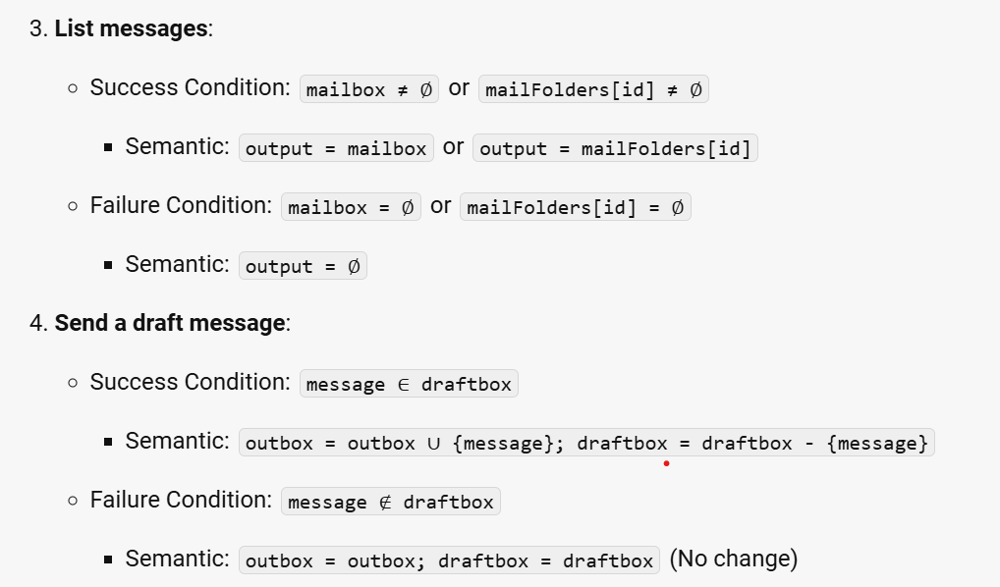 3. List messages:
Success Condition: mailbox ≠ ∅ or mailFolders[id] ≠ ∅
Semantic: output = mailbox or output = mailFolders[id]
Failure Condition: mailbox = ∅ or mailFolders[id] = ∅
Semantic: output = ∅
4. Send a draft message:
Success Condition: message ∈ draftbox
Semantic: outbox = outbox ∪ {message}; draftbox = draftbox - {message}
Failure Condition: message ∉ draftbox
Semantic: outbox = outbox; draftbox = draftbox (No change)